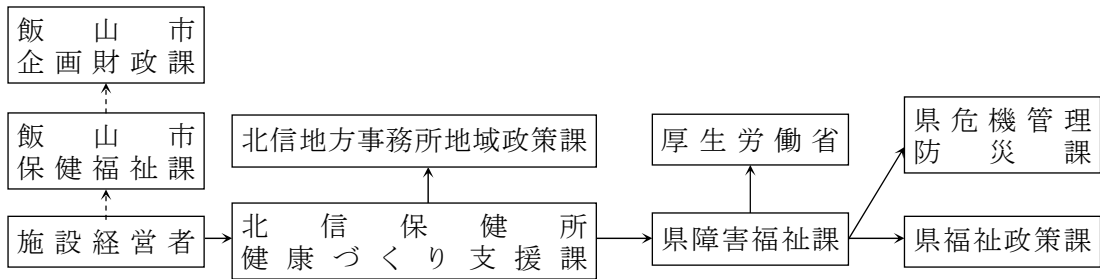 飯山市
企画財政課
飯山市
保健福祉課
施設経営者
北信地方事務所地域政策課
北信保健所
健康づくり支援課
厚生労働省
県障害福祉課
県危機管理
防災課
県福祉政策課